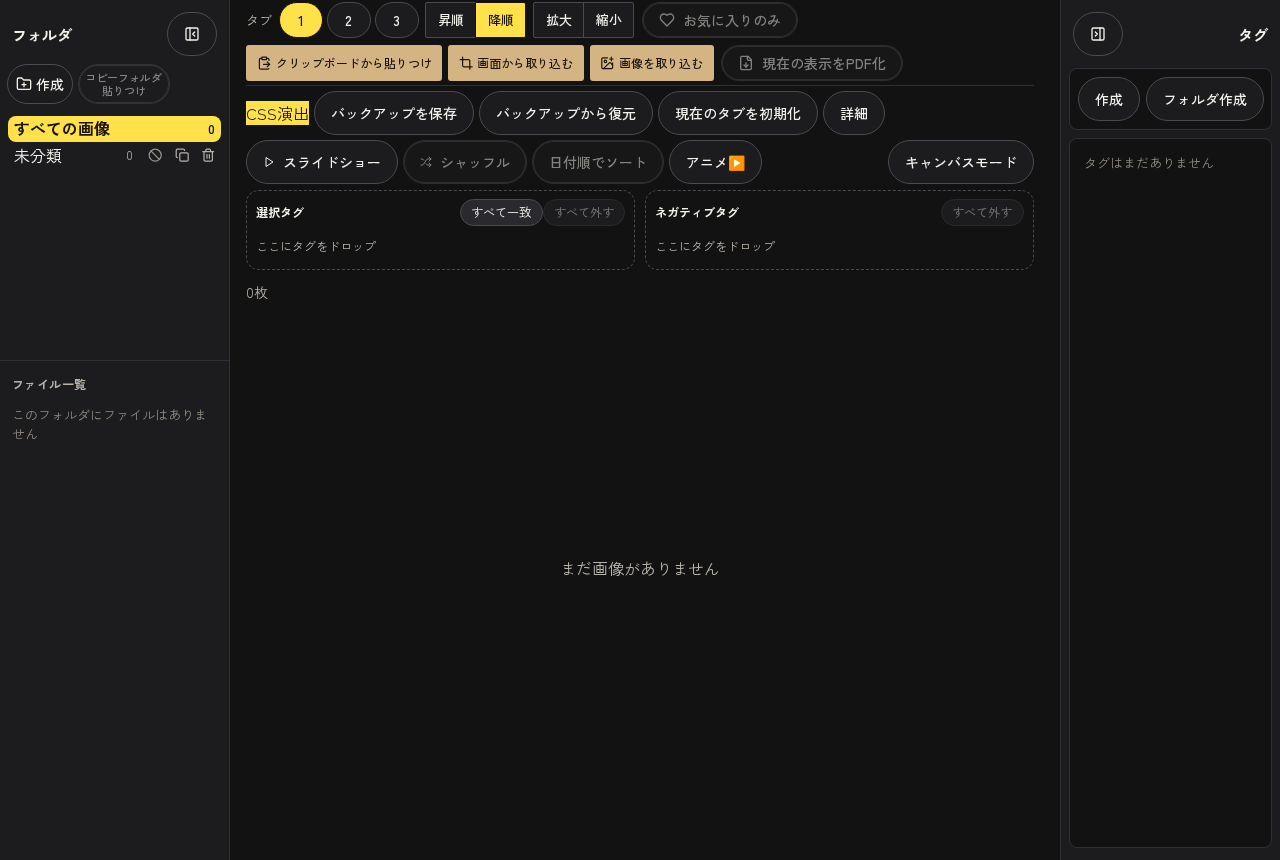 フォルダ
作成
コピーフォルダ
貼りつけ
すべての画像 0
未分類 0
ファイル一覧
このフォルダにファイルはありま
せん
タブ 1 2 3 昇順 降順 拡大 縮小 お気に入りのみ
クリップボードから貼りつけ 画面から取り込む 画像を取り込む 現在の表示をPDF化
CSS演出 バックアップを保存 バックアップから復元 現在のタブを初期化 詳細
スライドショー シャッフル 日付順でソート アニメ▶️ キャンバスモード
選択タグ すべて一致 すべて外す
ここにタグをドロップ
ネガティブタグ すべて外す
ここにタグをドロップ
0枚
まだ画像がありません
タグ
作成 フォルダ作成
タグはまだありません